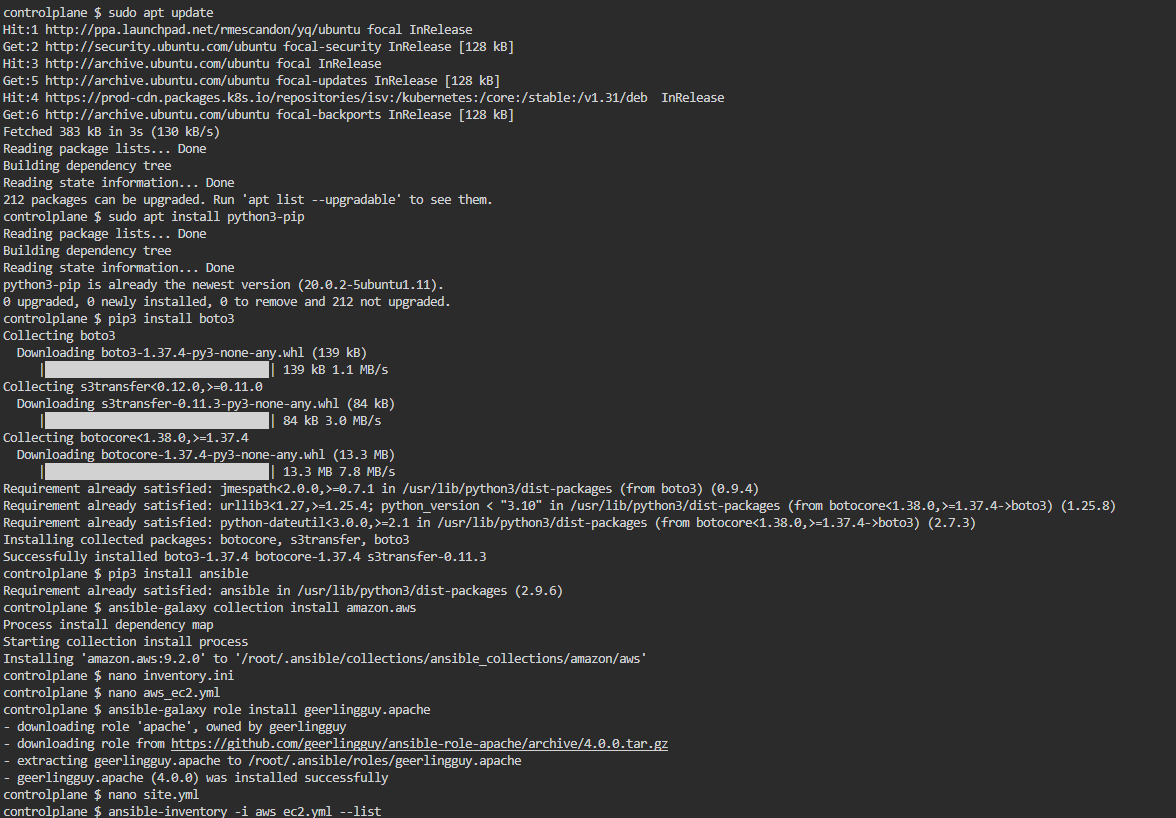 controlplane $ sudo apt update
Hit:1 http://ppa.launchpad.net/rmescandon/yq/ubuntu focal InRelease
Get:2 http://security.ubuntu.com/ubuntu focal-security InRelease [128 kB]
Hit:3 http://archive.ubuntu.com/ubuntu focal InRelease
Get:5 http://archive.ubuntu.com/ubuntu focal-updates InRelease [128 kB]
Hit:4 https://prod-cdn.packages.k8s.io/repositories/isv:/kubernetes:/core:/stable:/v1.31/deb  InRelease
Get:6 http://archive.ubuntu.com/ubuntu focal-backports InRelease [128 kB]
Fetched 383 kB in 3s (130 kB/s)
Reading package lists... Done
Building dependency tree
Reading state information... Done
212 packages can be upgraded. Run 'apt list --upgradable' to see them.
controlplane $ sudo apt install python3-pip
Reading package lists... Done
Building dependency tree
Reading state information... Done
python3-pip is already the newest version (20.0.2-5ubuntu1.11).
0 upgraded, 0 newly installed, 0 to remove and 212 not upgraded.
controlplane $ pip3 install boto3
Collecting boto3
  Downloading boto3-1.37.4-py3-none-any.whl (139 kB)
     | | 139 kB 1.1 MB/s
Collecting s3transfer<0.12.0,>=0.11.0
  Downloading s3transfer-0.11.3-py3-none-any.whl (84 kB)
     | | 84 kB 3.0 MB/s
Collecting botocore<1.38.0,>=1.37.4
  Downloading botocore-1.37.4-py3-none-any.whl (13.3 MB)
     | | 13.3 MB 7.8 MB/s
Requirement already satisfied: jmespath<2.0.0,>=0.7.1 in /usr/lib/python3/dist-packages (from boto3) (0.9.4)
Requirement already satisfied: urllib3<1.27,>=1.25.4; python_version < "3.10" in /usr/lib/python3/dist-packages (from botocore<1.38.0,>=1.37.4->boto3) (1.25.8)
Requirement already satisfied: python-dateutil<3.0.0,>=2.1 in /usr/lib/python3/dist-packages (from botocore<1.38.0,>=1.37.4->boto3) (2.7.3)
Installing collected packages: botocore, s3transfer, boto3
Successfully installed boto3-1.37.4 botocore-1.37.4 s3transfer-0.11.3
controlplane $ pip3 install ansible
Requirement already satisfied: ansible in /usr/lib/python3/dist-packages (2.9.6)
controlplane $ ansible-galaxy collection install amazon.aws
Process install dependency map
Starting collection install process
Installing 'amazon.aws:9.2.0' to '/root/.ansible/collections/ansible_collections/amazon/aws'
controlplane $ nano inventory.ini
controlplane $ nano aws_ec2.yml
controlplane $ ansible-galaxy role install geerlingguy.apache
- downloading role 'apache', owned by geerlingguy
- downloading role from https://github.com/geerlingguy/ansible-role-apache/archive/4.0.0.tar.gz
- extracting geerlingguy.apache to /root/.ansible/roles/geerlingguy.apache
- geerlingguy.apache (4.0.0) was installed successfully
controlplane $ nano site.yml
controlplane $ ansible-inventory -i aws_ec2.yml --list